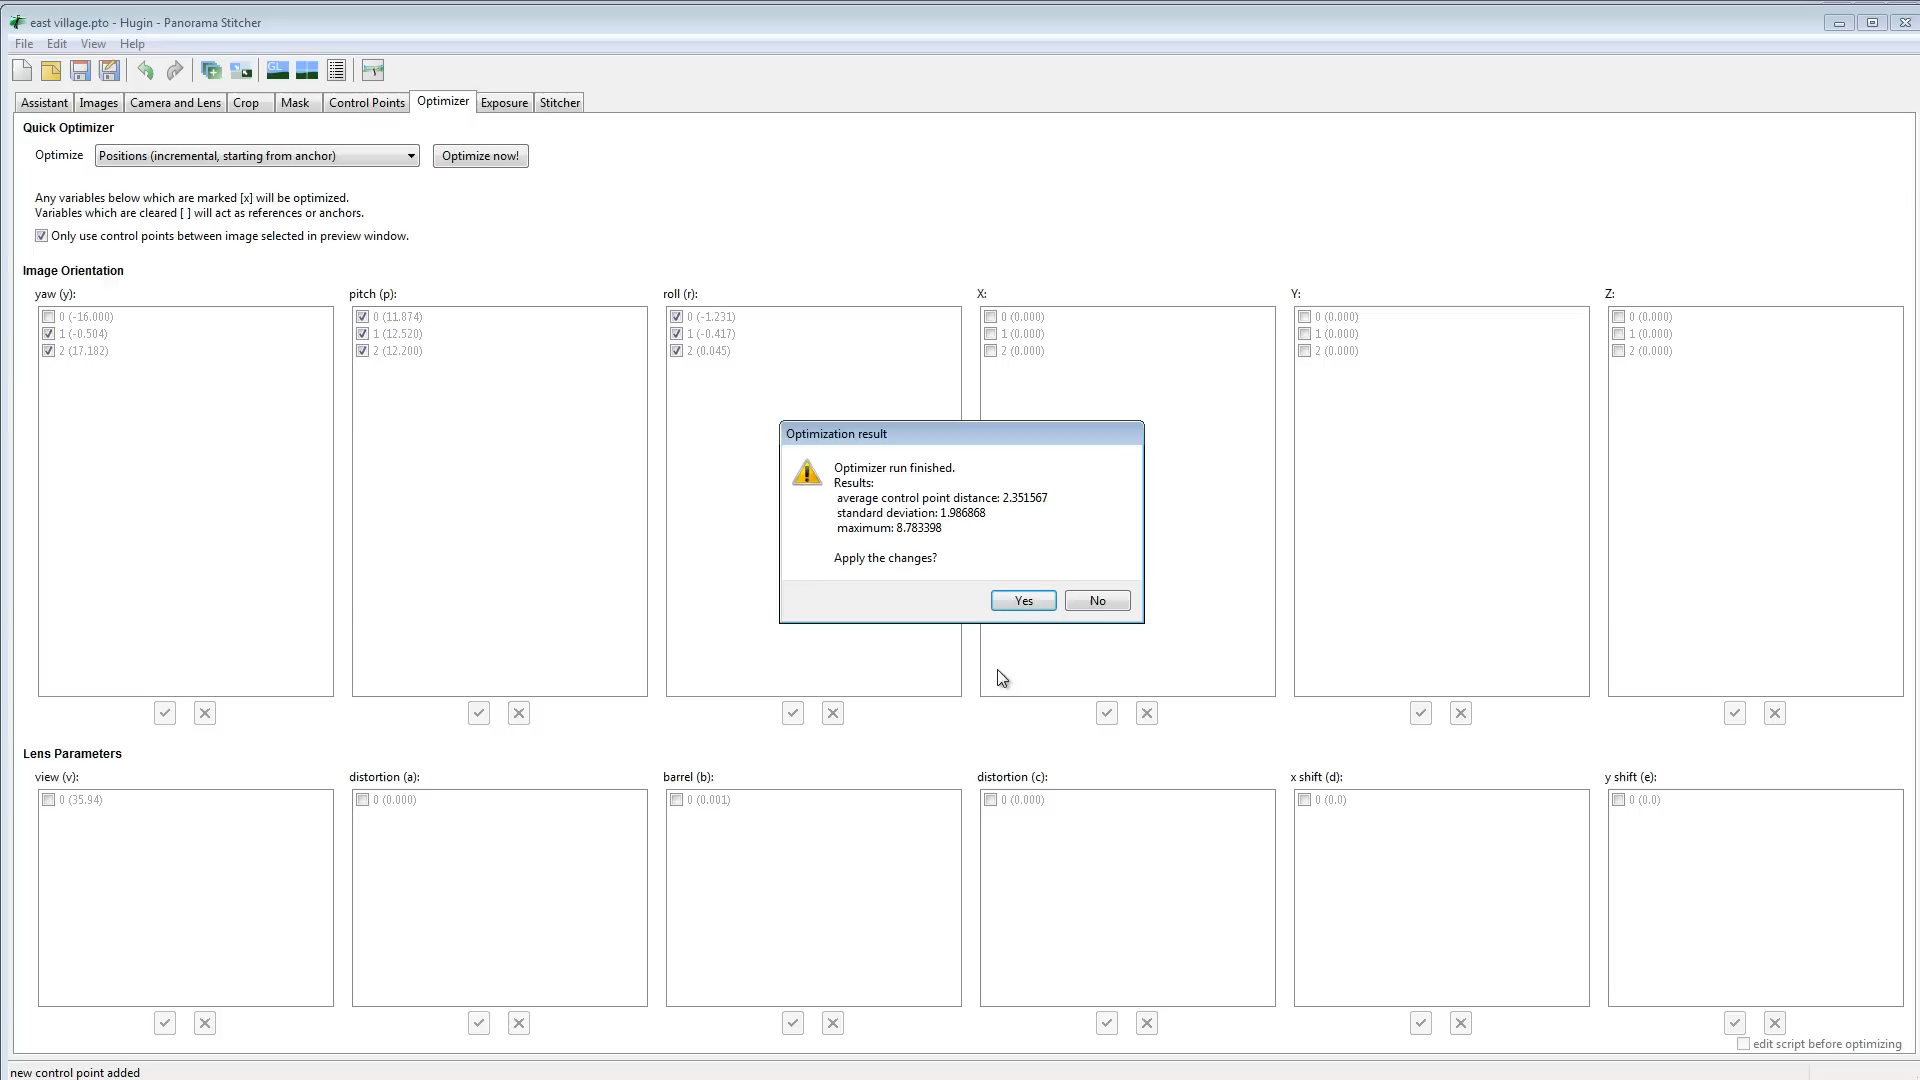 east village.pto - Hugin - Panorama Stitcher
File Edit View Help
GL
Assistant Images Camera and Lens Crop Mask Control Points Optimizer Exposure Stitcher
Quick Optimizer
Optimize Positions (incremental, starting from anchor) Optimize now!
Any variables below which are marked [x] will be optimized.
Variables which are cleared [ ] will act as references or anchors.
Only use control points between image selected in preview window.
Image Orientation
yaw (y): pitch (p): roll (r): X: Y: Z:
0 (-16.000) 0 (11.874) 0 (-1.231) 0 (0.000) 0 (0.000) 0 (0.000)
1 (-0.504) 1 (12.520) 1 (-0.417) 1 (0.000) 1 (0.000) 1 (0.000)
2 (17.182) 2 (12.200) 2 (0.045) 2 (0.000) 2 (0.000) 2 (0.000)
Optimization result
Optimizer run finished.
Results:
average control point distance: 2.351567
standard deviation: 1.986868
maximum: 8.783398
Apply the changes?
Yes No
Lens Parameters
view (v): distortion (a): barrel (b): distortion (c): x shift (d): y shift (e):
0 (35.94) 0 (0.000) 0 (0.001) 0 (0.000) 0 (0.0) 0 (0.0)
edit script before optimizing
new control point added